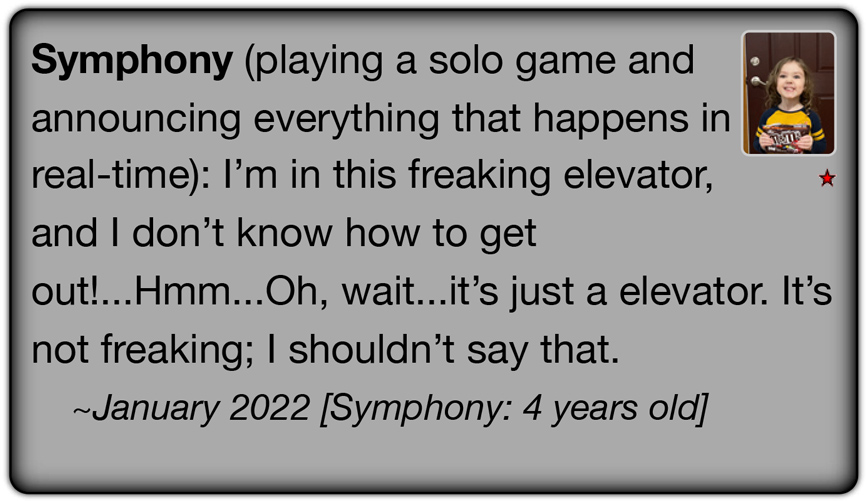 Symphony (playing a solo game and
announcing everything that happens in
real-time): I’m in this freaking elevator,
and I don’t know how to get
out!...Hmm...Oh, wait...it’s just a elevator. It’s
not freaking; I shouldn’t say that.
~January 2022 [Symphony: 4 years old]